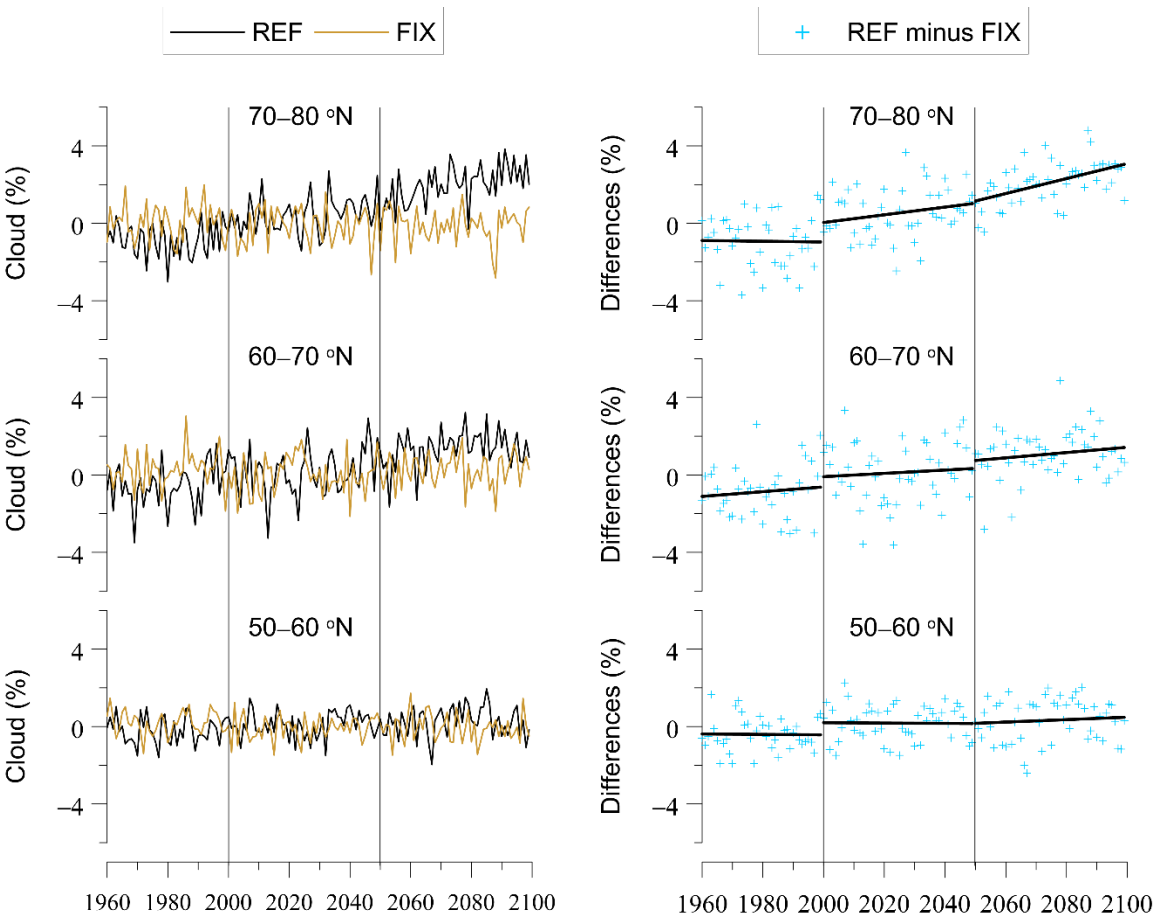 REF FIX
REF minus FIX
70–80 °N
Cloud (%)
4
0
–4
70–80 °N
Differences (%)
4
0
–4
60–70 °N
Cloud (%)
4
0
–4
60–70 °N
Differences (%)
4
0
–4
50–60 °N
Cloud (%)
4
0
–4
50–60 °N
Differences (%)
4
0
–4
1960 1980 2000 2020 2040 2060 2080 2100
1960 1980 2000 2020 2040 2060 2080 2100